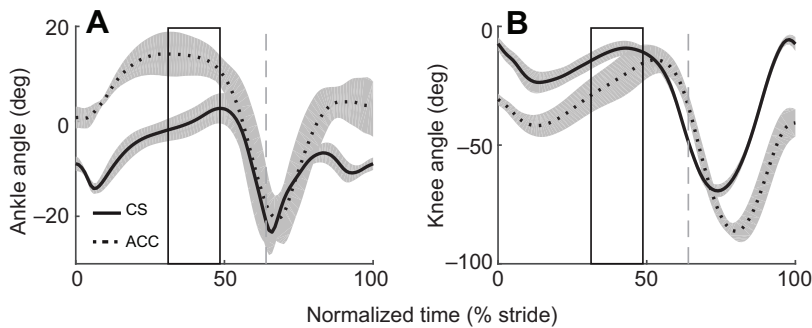 A
B
20
0
–20
Ankle angle (deg)
CS
ACC
0
50
100
0
–50
–100
Knee angle (deg)
0
50
100
Normalized time (% stride)